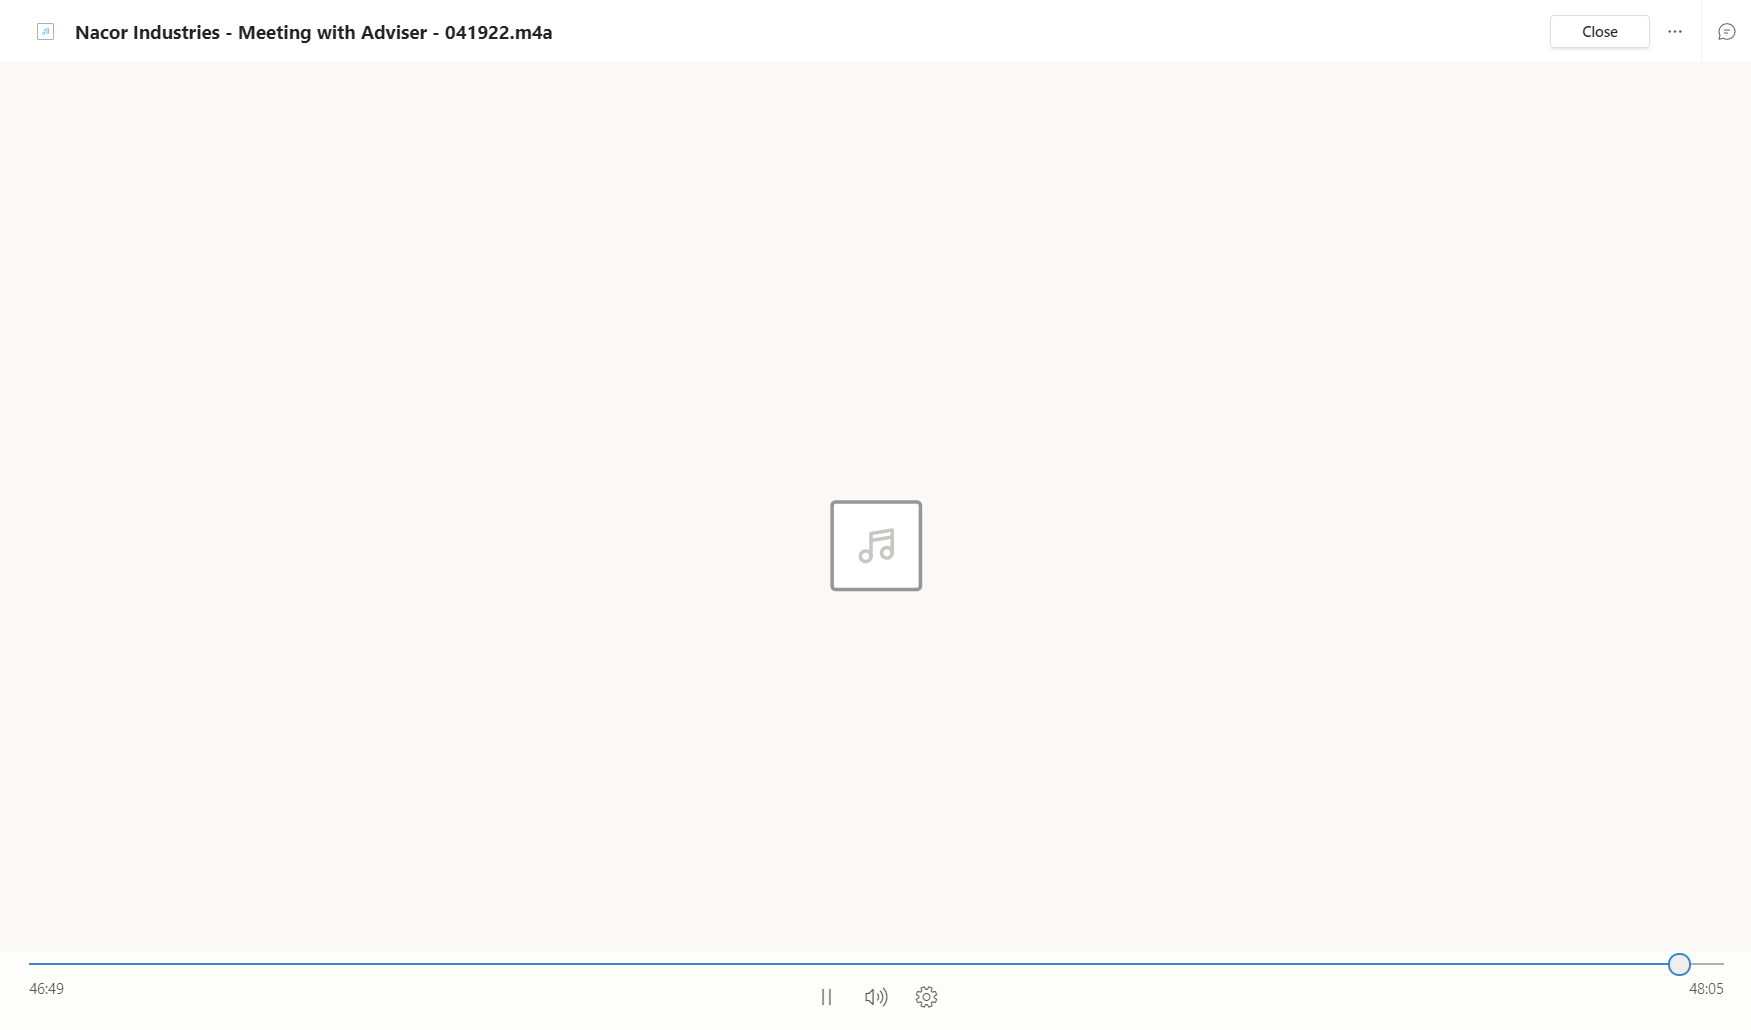 Nacor Industries - Meeting with Adviser - 041922.m4a
Close
46:49
48:05